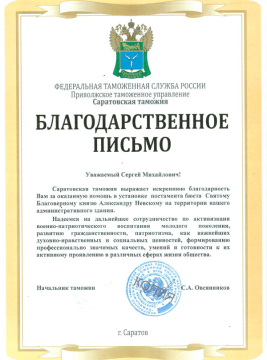 ФЕДЕРАЛЬНАЯ ТАМОЖЕННАЯ СЛУЖБА РОССИИ
Приволжское таможенное управление
Саратовская таможня
БЛАГОДАРСТВЕННОЕ
ПИСЬМО
Уважаемый Сергей Михайлович!
Саратовская таможня выражает искреннюю благодарность
Вам за оказанную помощь в установке постамента бюста Святому
Благоверному князю Александру Невскому на территории нашего
административного здания.
Надеемся на дальнейшее сотрудничество по активизации
военно-патриотического воспитания молодого поколения,
развитию гражданственности, патриотизма, как важнейших
духовно-нравственных и социальных ценностей, формированию
профессионально значимых качеств, умений и готовности к их
активному проявлению в различных сферах жизни общества.
Начальник таможни
С.А. Овсянников
КОПИЯ
г. Саратов